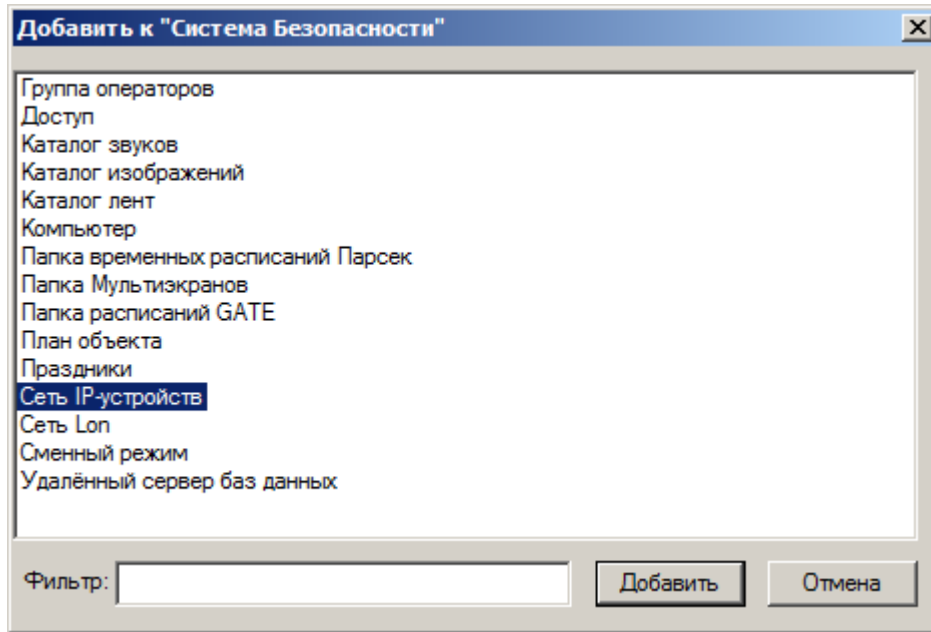 Добавить к "Система Безопасности"
Группа операторов
Доступ
Каталог звуков
Каталог изображений
Каталог лент
Компьютер
Папка временных расписаний Парсек
Папка Мультиэкранов
Папка расписаний GATE
План объекта
Праздники
Сеть IP-устройств
Сеть Lon
Сменный режим
Удалённый сервер баз данных
Фильтр: Добавить Отмена